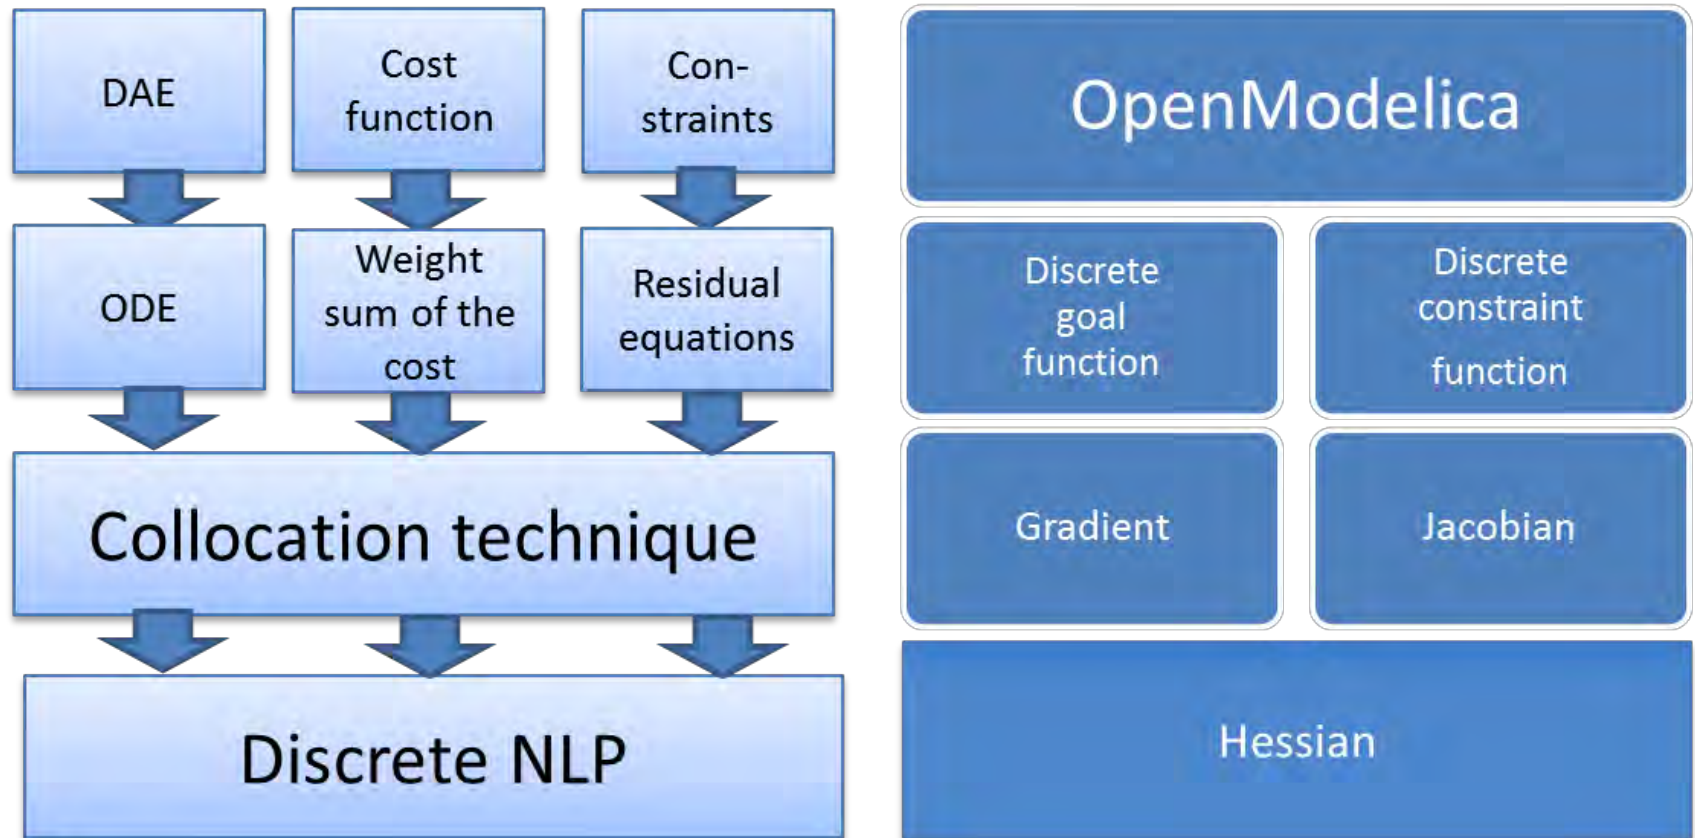 DAE
Cost
function
Con-
straints
ODE
Weight
sum of the
cost
Residual
equations
Collocation technique
Discrete NLP
OpenModelica
Discrete
goal
function
Discrete
constraint
function
Gradient
Jacobian
Hessian